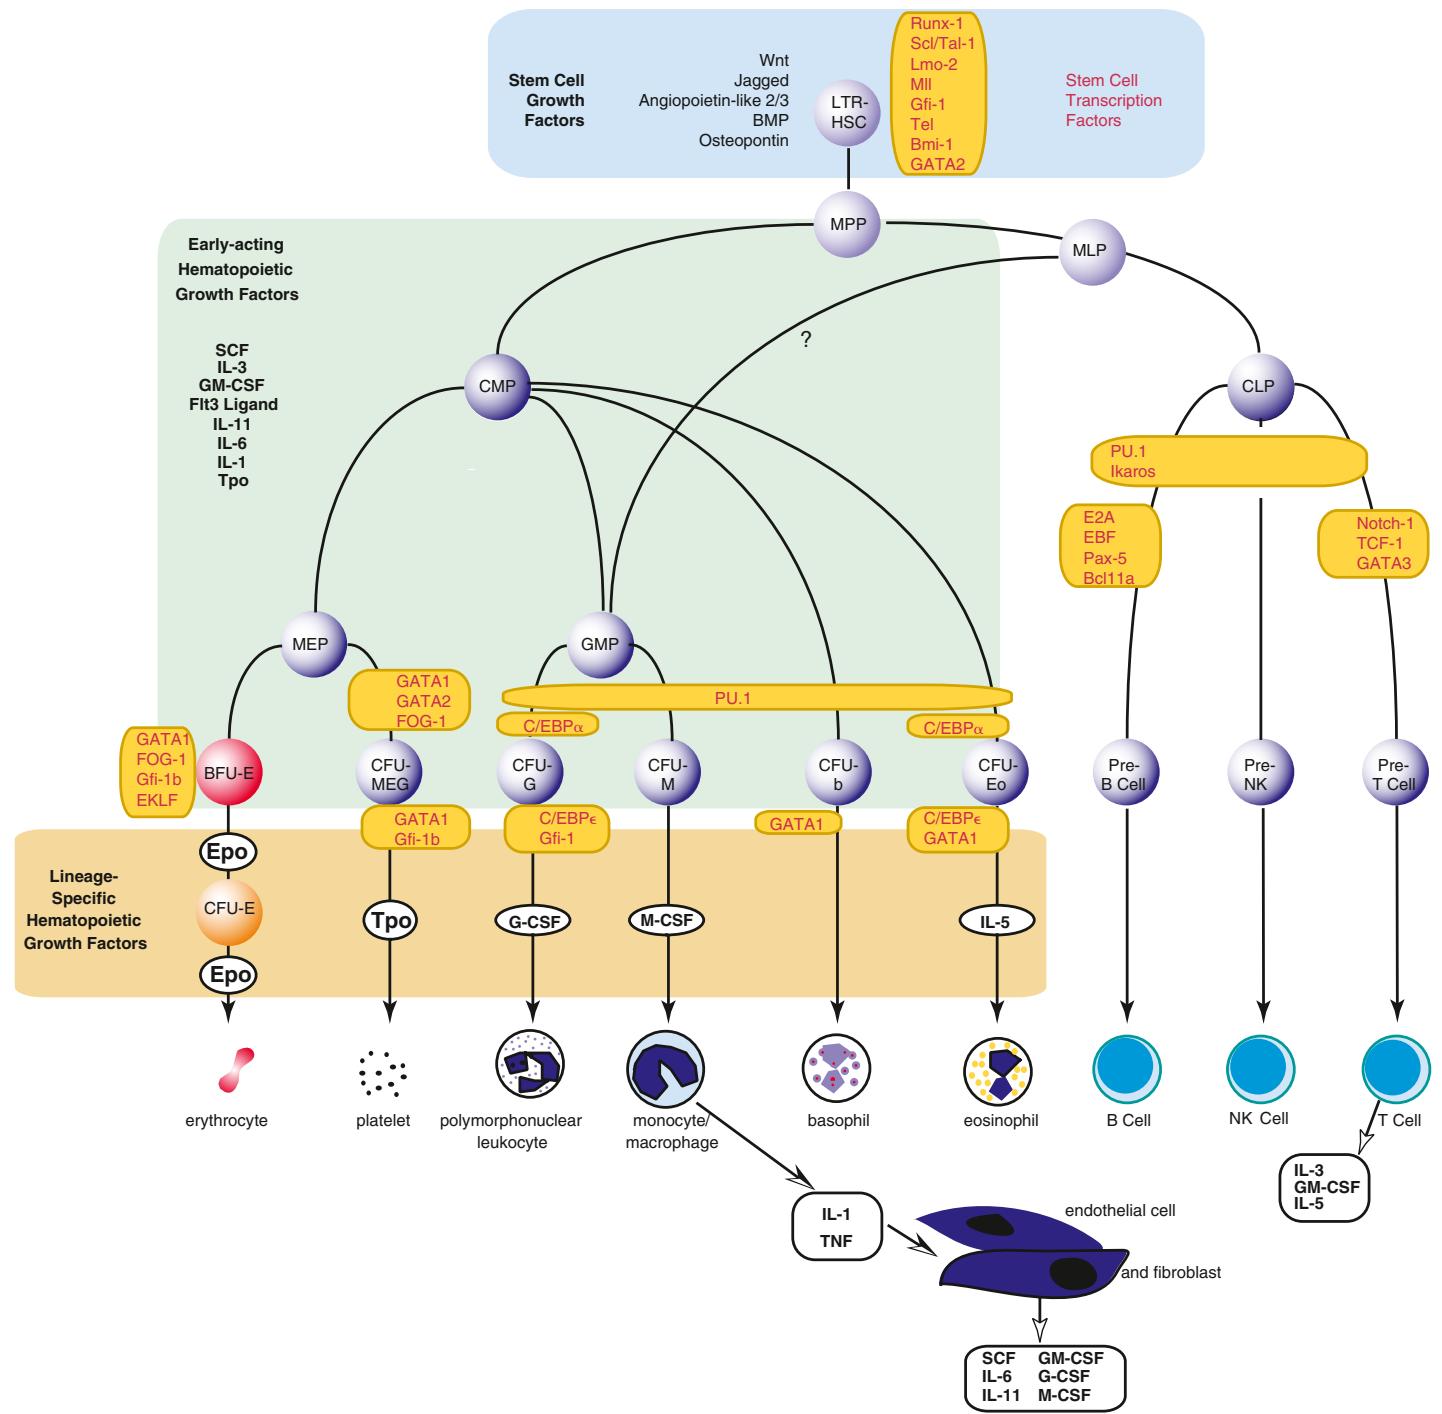 Stem Cell
Growth
Factors
Wnt
Jagged
Angiopoietin-like 2/3
BMP
Osteopontin
LTR-
HSC
Runx-1
Scl/Tal-1
Lmo-2
Mll
Gfi-1
Tel
Bmi-1
GATA2
Stem Cell
Transcription
Factors
MPP
MLP
Early-acting
Hematopoietic
Growth Factors
SCF
IL-3
GM-CSF
Flt3 Ligand
IL-11
IL-6
IL-1
Tpo
?
CMP
CLP
PU.1
Ikaros
E2A
EBF
Pax-5
Bcl11a
Notch-1
TCF-1
GATA3
MEP
GMP
GATA1
GATA2
FOG-1
PU.1
C/EBPα
C/EBPα
GATA1
FOG-1
Gfi-1b
EKLF
BFU-E
CFU-
MEG
CFU-
G
CFU-
M
CFU-
b
CFU-
Eo
Pre-
B Cell
Pre-
NK
Pre-
T Cell
GATA1
Gfi-1b
C/EBPϵ
Gfi-1
GATA1
C/EBPϵ
GATA1
Lineage-
Specific
Hematopoietic
Growth Factors
Epo
CFU-E
Epo
Tpo
G-CSF
M-CSF
IL-5
erythrocyte
platelet
polymorphonuclear
leukocyte
monocyte/
macrophage
basophil
eosinophil
B Cell
NK Cell
T Cell
IL-3
GM-CSF
IL-5
IL-1
TNF
endothelial cell
and fibroblast
SCF GM-CSF
IL-6 G-CSF
IL-11 M-CSF